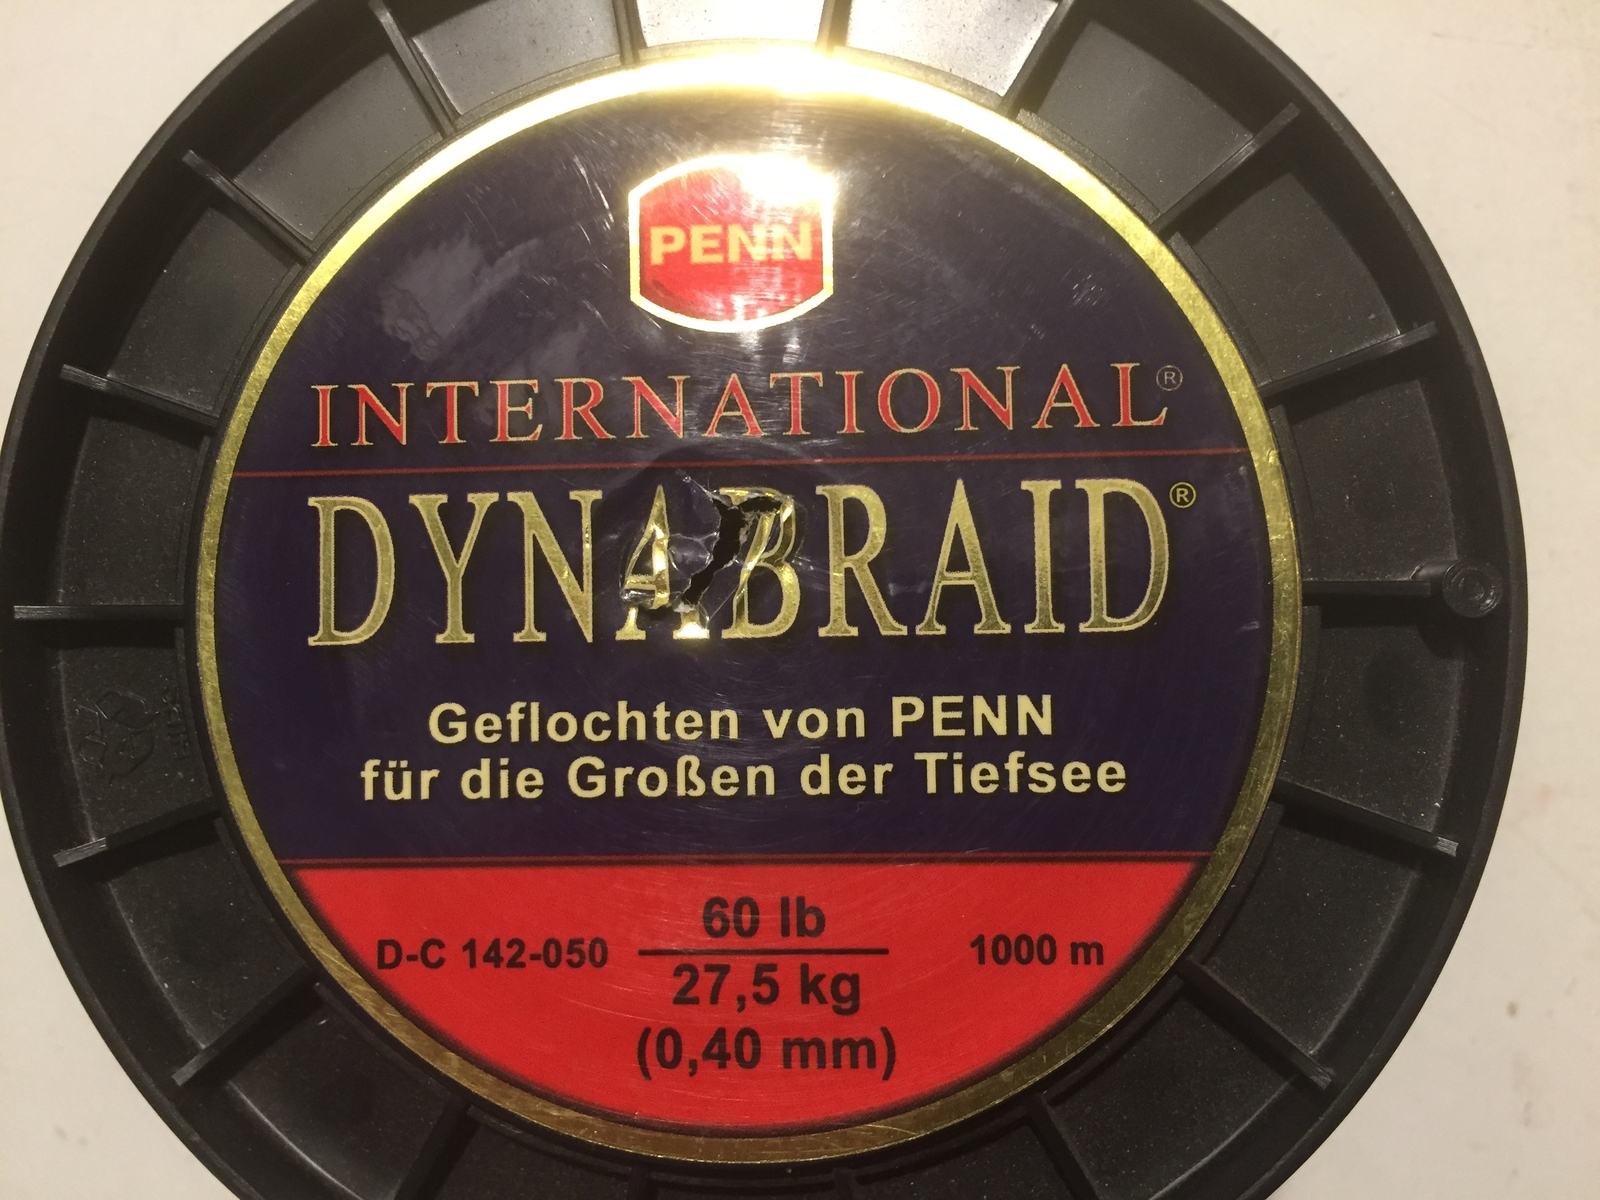 PENN
INTERNATIONAL®
DYNABRAID®
Geflochten von PENN
für die Großen der Tiefsee
60 lb
D-C 142-050
1000 m
27,5 kg
(0,40 mm)